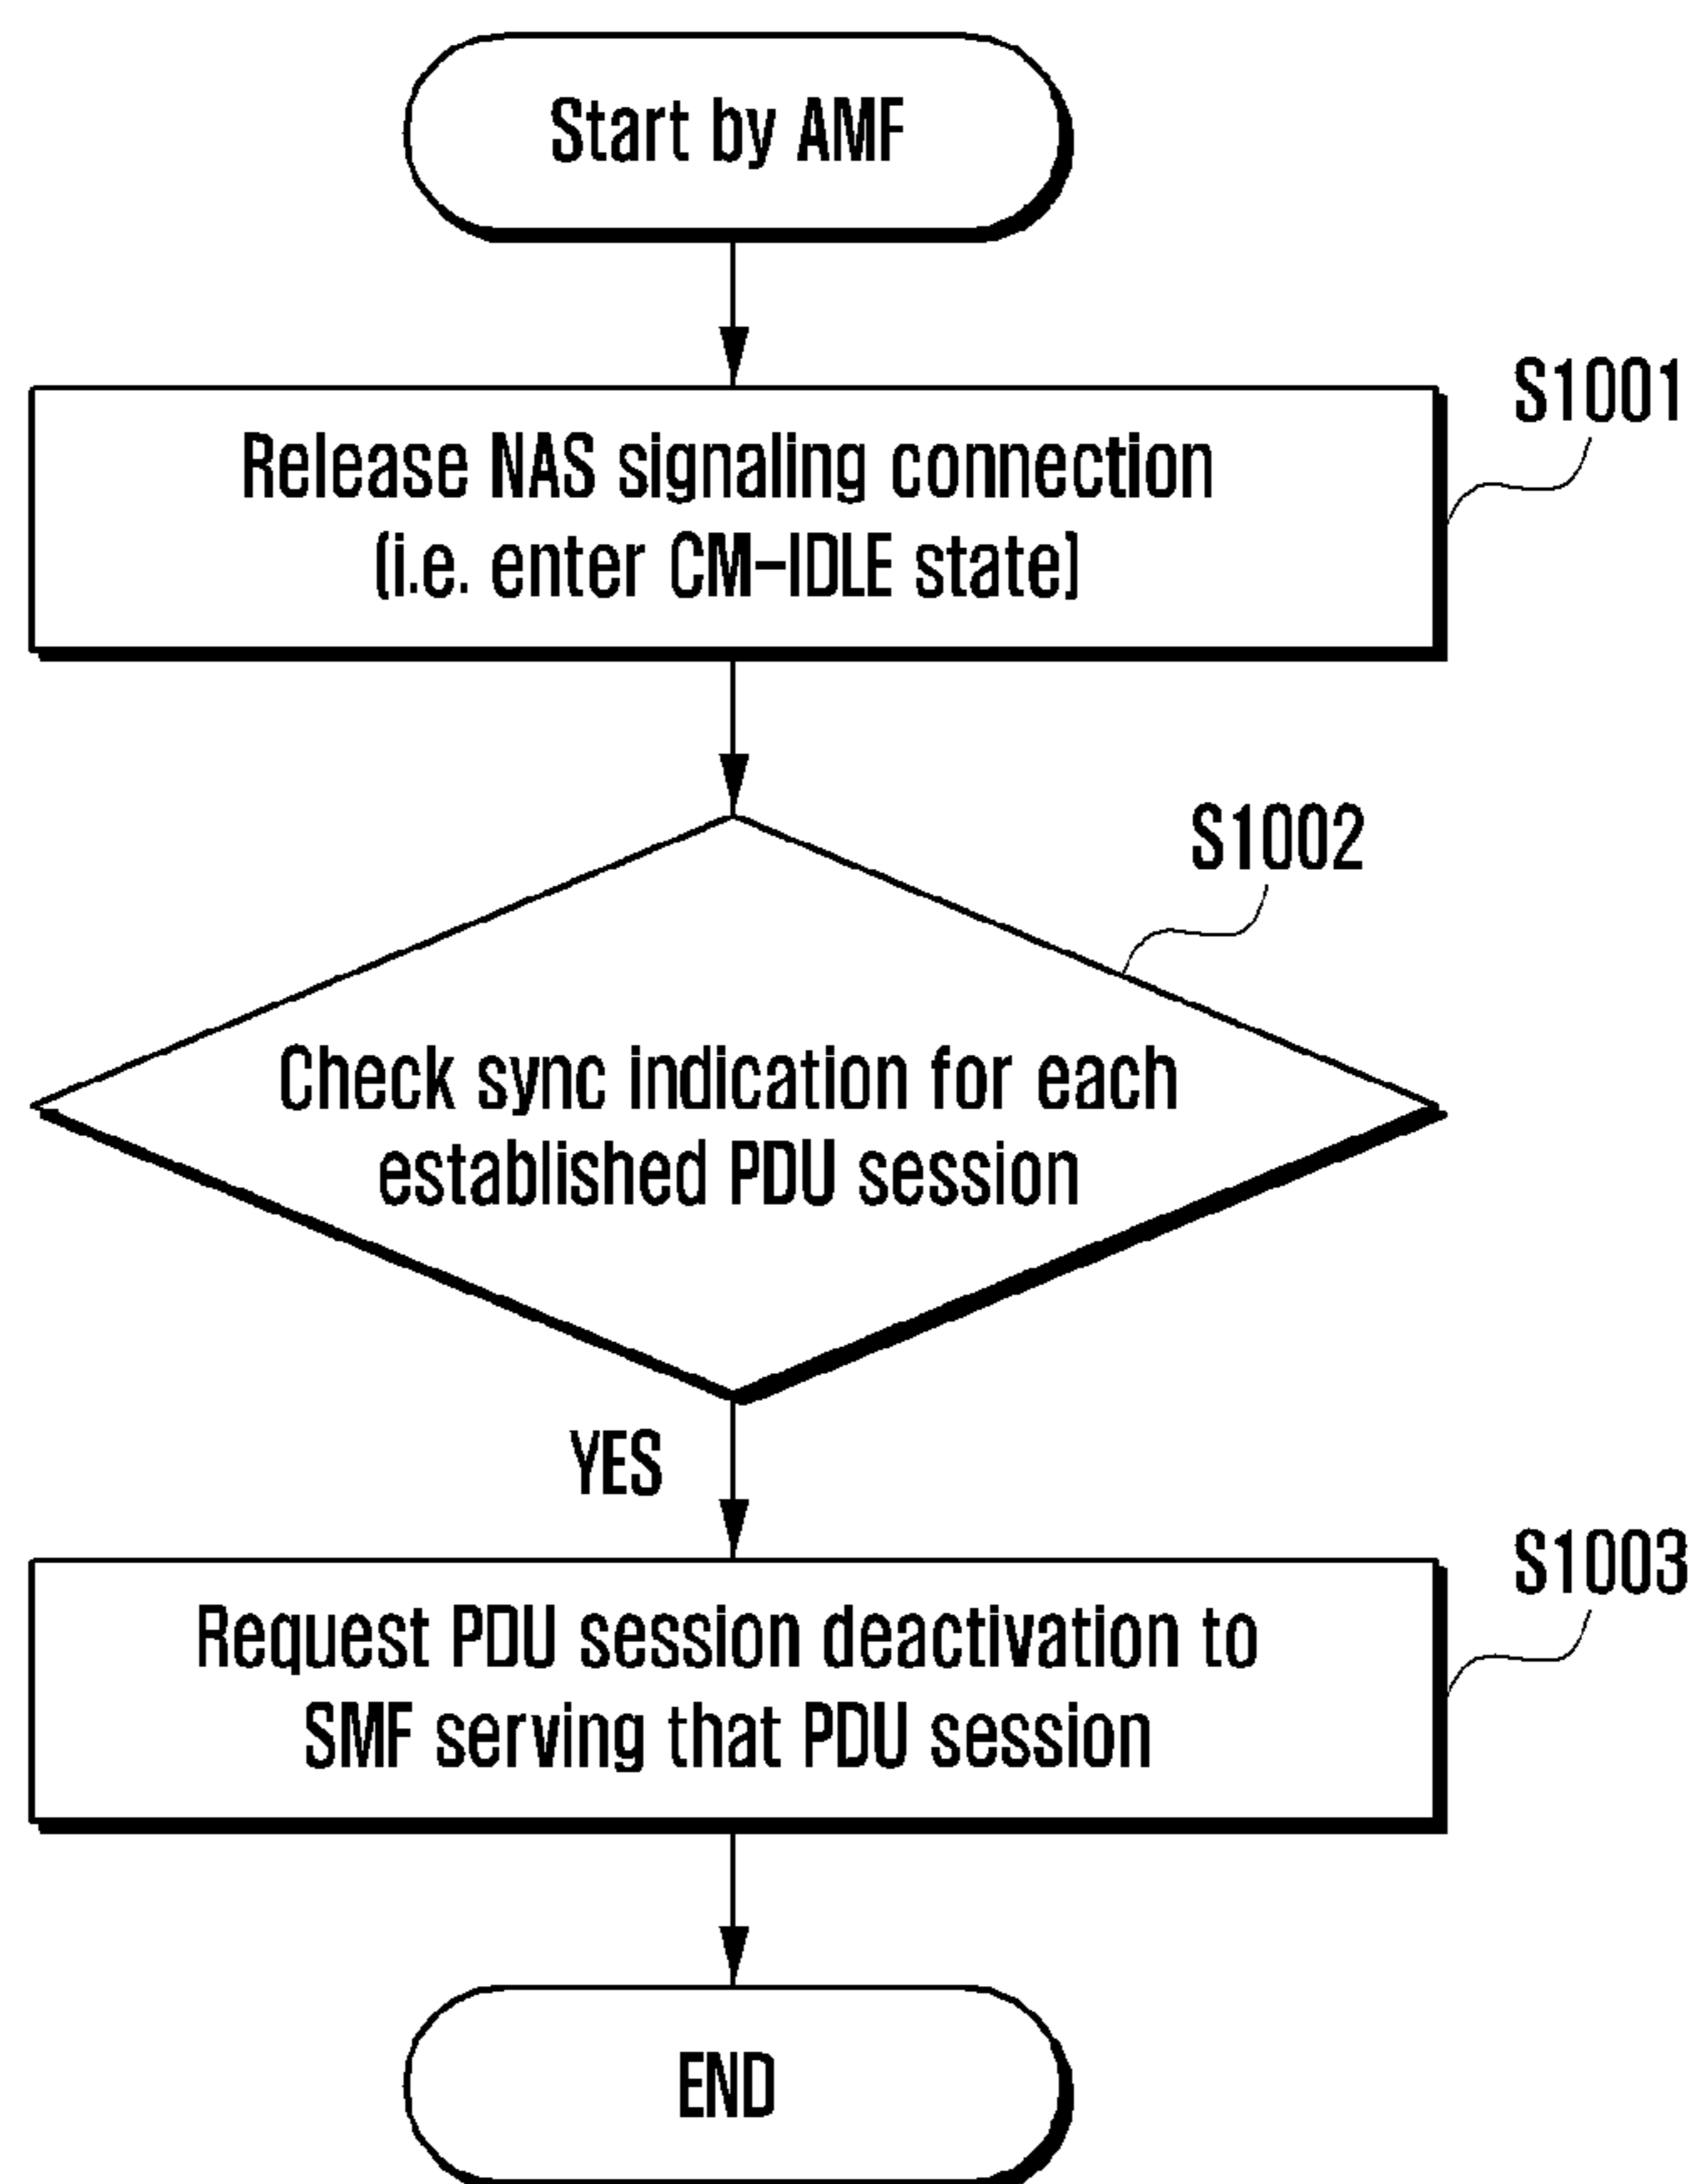 Start by AMF
S1001
Release NAS signaling connection
(i.e. enter CM-IDLE state)
S1002
Check sync indication for each
established PDU session
YES
S1003
Request PDU session deactivation to
SMF serving that PDU session
END